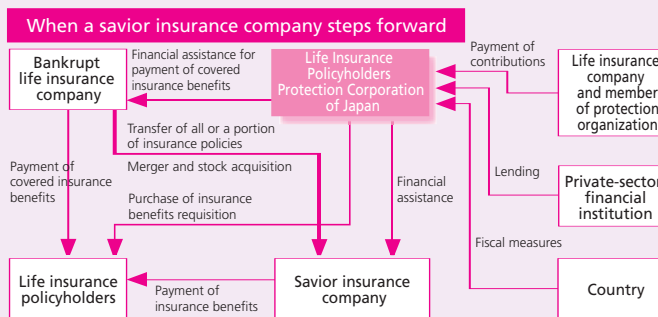 When a savior insurance company steps forward
Bankrupt
life insurance
company
Financial assistance for
payment of covered
insurance benefits
Life Insurance
Policyholders
Protection Corporation
of Japan
Payment of
contributions
Life insurance
company
and member
of protection
organization
Transfer of all or a portion
of insurance policies
Merger and stock acquisition
Payment of
covered insurance
benefits
Purchase of insurance
benefits requisition
Financial
assistance
Lending
Private-sector
financial
institution
Fiscal measures
Life insurance
policyholders
Payment of
insurance benefits
Savior insurance
company
Country